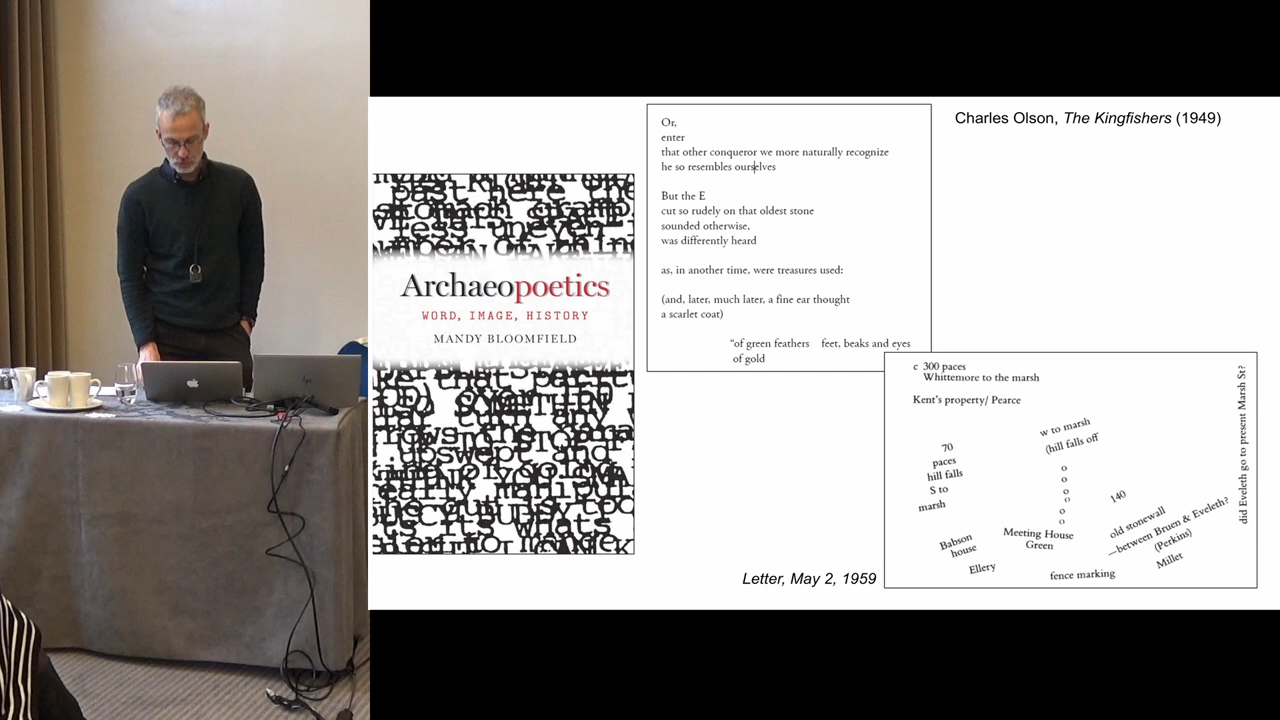 Archaeopoetics
WORD, IMAGE, HISTORY
MANDY BLOOMFIELD
Or,
enter
that other conqueror we more naturally recognize
he so resembles ourselves
But the E
cut so rudely on that oldest stone
sounded otherwise,
was differently heard
as, in another time, were treasures used:
(and, later, much later, a fine ear thought
a scarlet coat)
“of green feathers feet, beaks and eyes
of gold
Charles Olson, The Kingfishers (1949)
c 300 paces
Whittemore to the marsh
Kent's property/ Pearce
w to marsh
(hill falls off
70
paces
hill falls
S to
marsh
o
o
o
o
o
o
140
old stonewall
—between Bruen & Eveleth?
(Perkins)
Millet
Babson
house
Meeting House
Green
Ellery
fence marking
did Eveleth go to present Marsh St?
Letter, May 2, 1959
hp